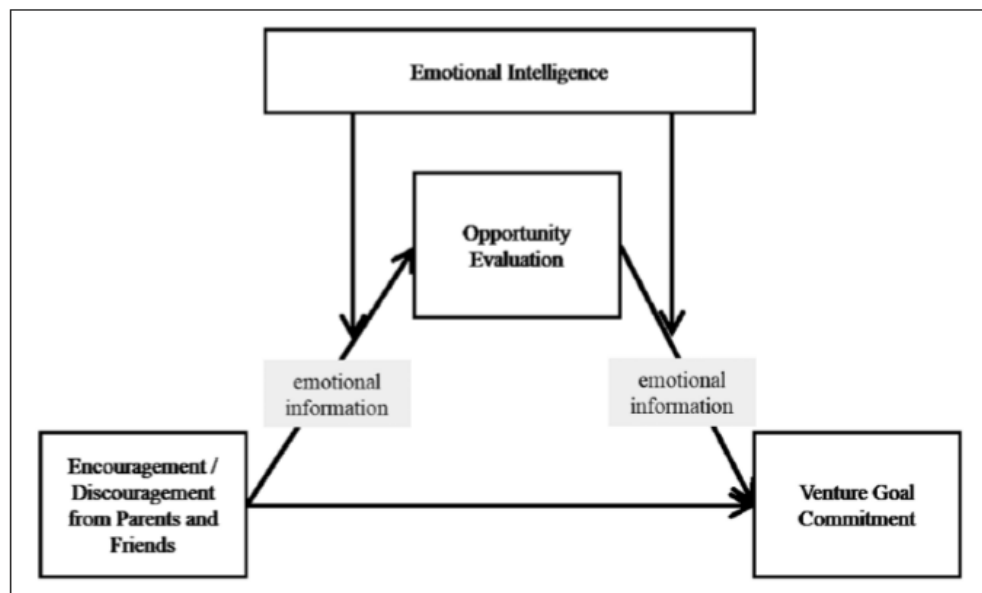 Emotional Intelligence
Opportunity
Evaluation
emotional
information
emotional
information
Encouragement /
Discouragement
from Parents and
Friends
Venture Goal
Commitment